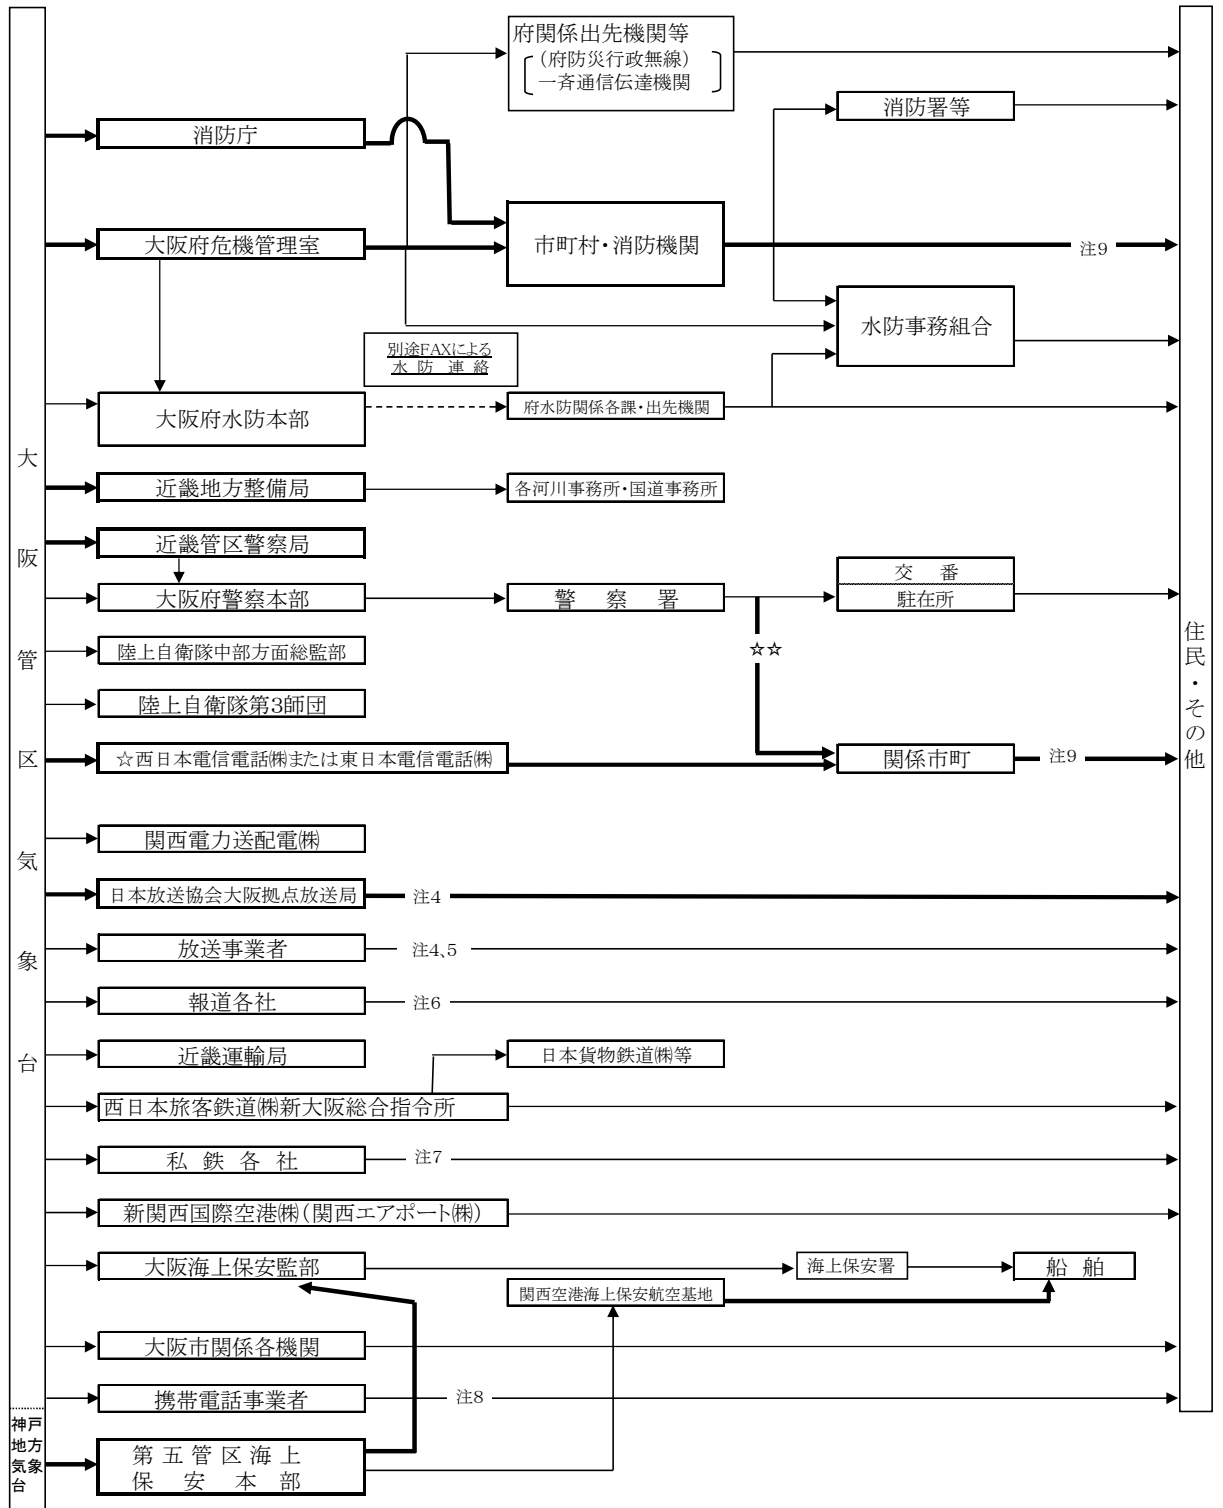 府関係出先機関等
(府防災行政無線)
一斉通信伝達機関
消防署等
消防庁
大阪府危機管理室
市町村・消防機関
注9
水防事務組合
別途FAXによる
水防連絡
大阪府水防本部
府水防関係各課・出先機関
近畿地方整備局
各河川事務所・国道事務所
近畿管区警察局
大阪府警察本部
警察署
交番
駐在所
陸上自衛隊中部方面総監部
☆☆
陸上自衛隊第3師団
☆西日本電信電話㈱または東日本電信電話㈱
関係市町
注9
関西電力送配電㈱
日本放送協会大阪拠点放送局
注4
放送事業者
注4、5
報道各社
注6
近畿運輸局
日本貨物鉄道㈱等
西日本旅客鉄道㈱新大阪総合指令所
私鉄各社
注7
新関西国際空港㈱(関西エアポート㈱)
大阪海上保安監部
海上保安署
船舶
関西空港海上保安航空基地
大阪市関係各機関
携帯電話事業者
注8
第五管区海上
保安本部
大阪管区気象台
神戸
地方
気象
台
住民・その他